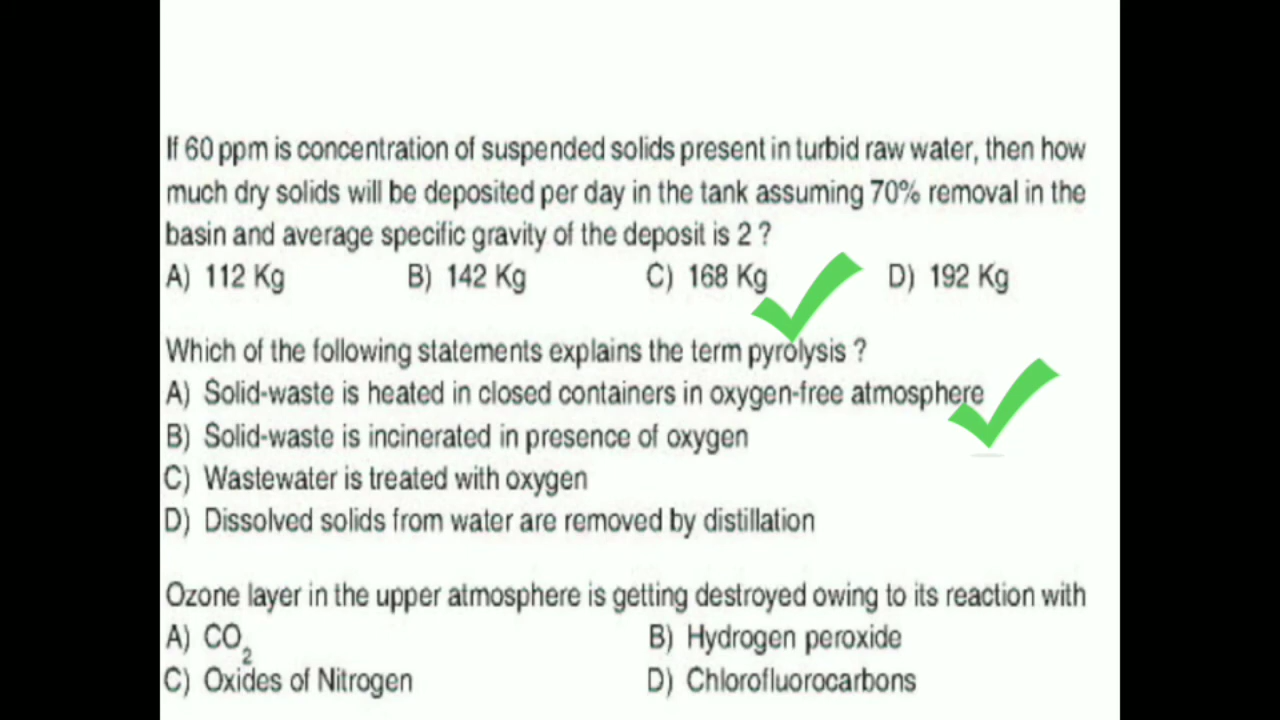 If 60 ppm is concentration of suspended solids present in turbid raw water, then how
much dry solids will be deposited per day in the tank assuming 70% removal in the
basin and average specific gravity of the deposit is 2 ?
A) 112 Kg B) 142 Kg C) 168 Kg D) 192 Kg
Which of the following statements explains the term pyrolysis ?
A) Solid-waste is heated in closed containers in oxygen-free atmosphere
B) Solid-waste is incinerated in presence of oxygen
C) Wastewater is treated with oxygen
D) Dissolved solids from water are removed by distillation
Ozone layer in the upper atmosphere is getting destroyed owing to its reaction with
A) CO₂ B) Hydrogen peroxide
C) Oxides of Nitrogen D) Chlorofluorocarbons